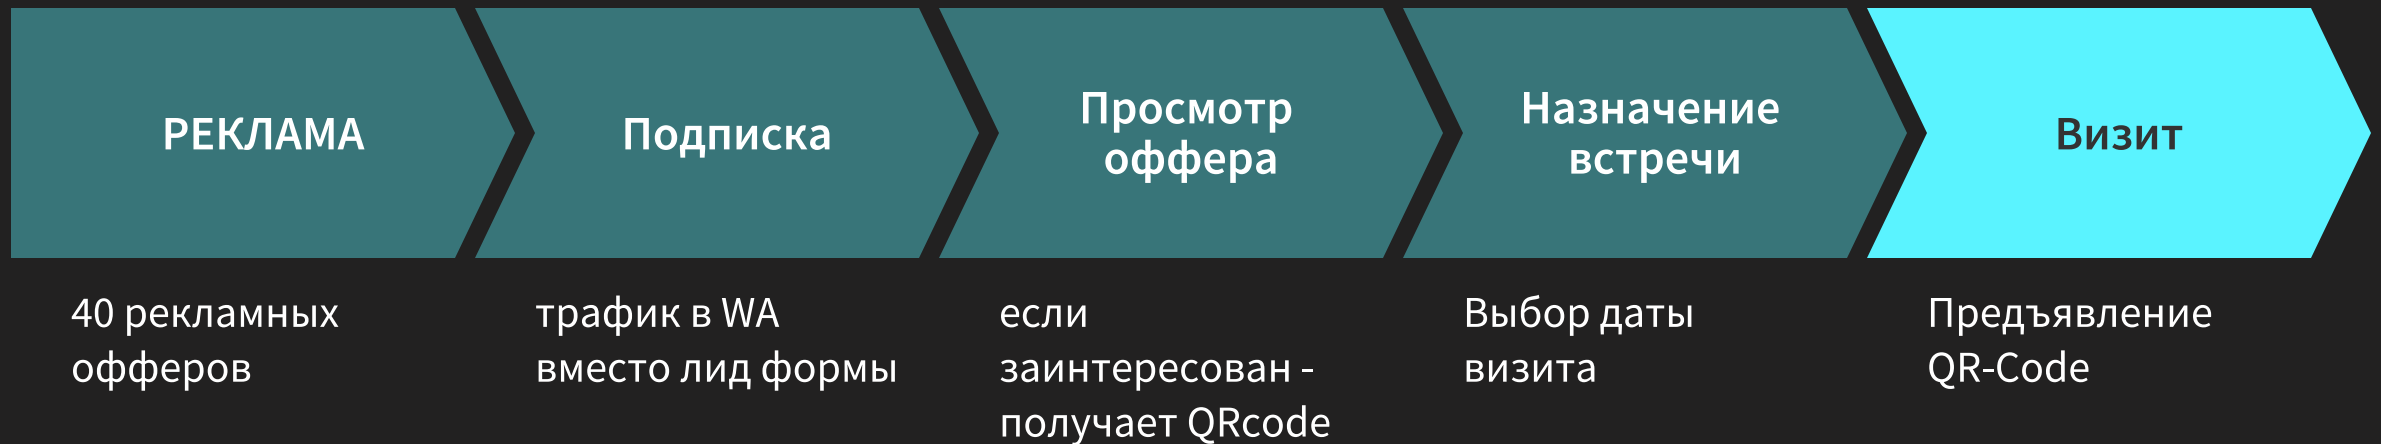 РЕКЛАМА
Подписка
Просмотр
оффера
Назначение
встречи
Визит
40 рекламных
офферов
трафик в WA
вместо лид формы
если
заинтересован -
получает QRcode
Выбор даты
визита
Предъявление
QR-Code